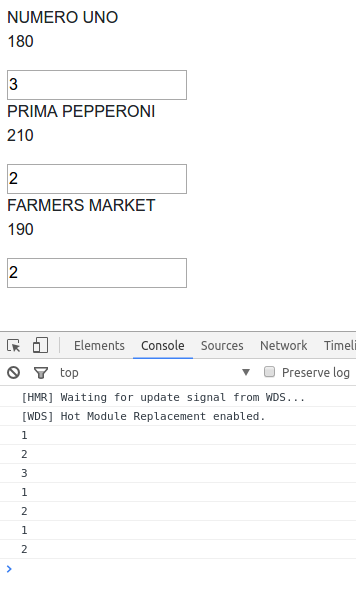 NUMERO UNO
180
3
PRIMA PEPPERONI
210
2
FARMERS MARKET
190
2
Elements Console Sources Network Timeli
top Preserve log
[HMR] Waiting for update signal from WDS...
[WDS] Hot Module Replacement enabled.
1
2
3
1
2
1
2